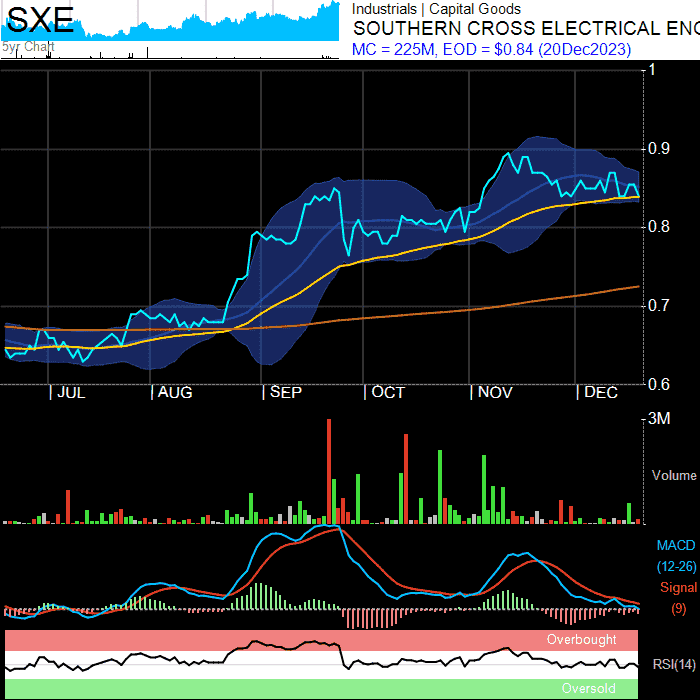 SXE
5yr Chart
Industrials | Capital Goods
SOUTHERN CROSS ELECTRICAL ENG
MC = 225M, EOD = $0.84 (20Dec2023)
1
0.9
0.8
0.7
0.6
| JUL | AUG | SEP | OCT | NOV | DEC
3M
Volume
MACD
(12-26)
Signal
(9)
Overbought
RSI(14)
Oversold